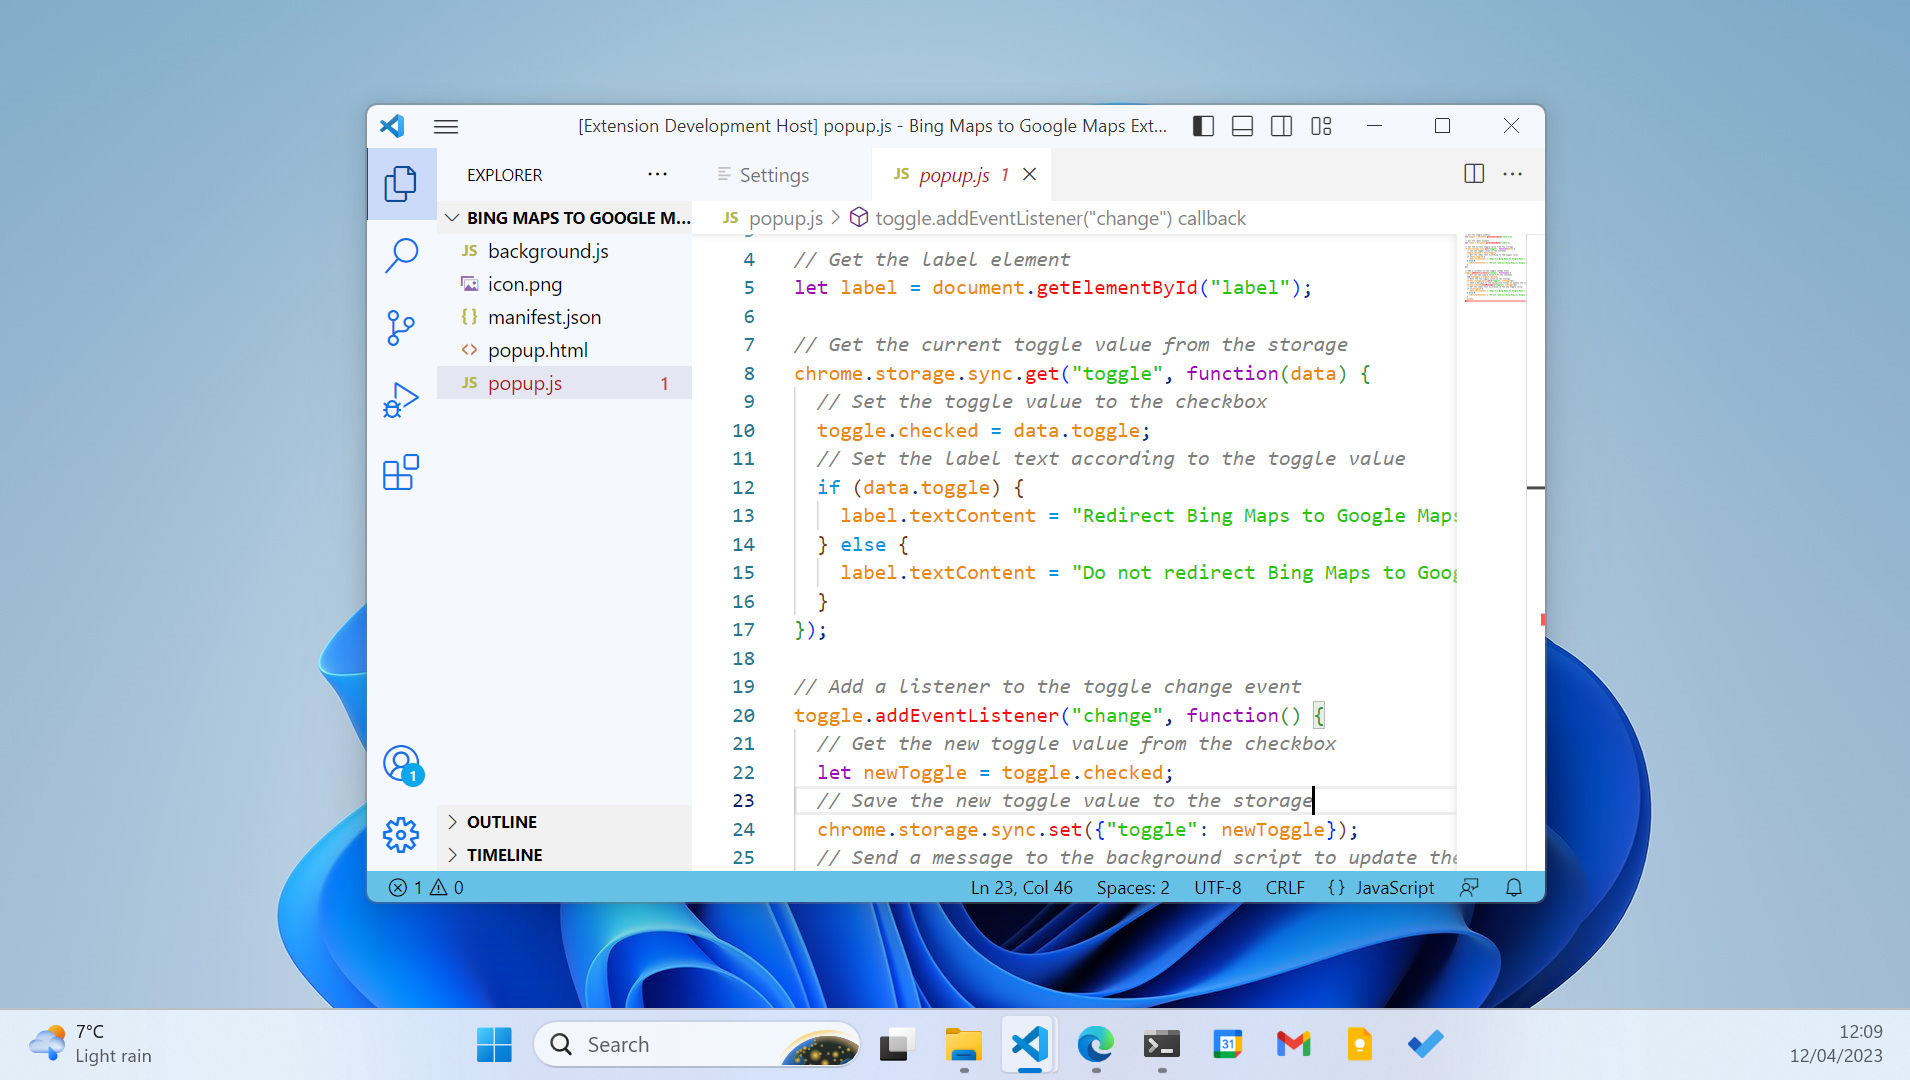 [Extension Development Host] popup.js - Bing Maps to Google Maps Ext...
EXPLORER
Settings
JS popup.js 1
BING MAPS TO GOOGLE M...
JS popup.js > toggle.addEventListener("change") callback
JS background.js
icon.png
{} manifest.json
<> popup.html
JS popup.js 1
4 // Get the label element
5 let label = document.getElementById("label");
6
7 // Get the current toggle value from the storage
8 chrome.storage.sync.get("toggle", function(data) {
9 // Set the toggle value to the checkbox
10 toggle.checked = data.toggle;
11 // Set the label text according to the toggle value
12 if (data.toggle) {
13 label.textContent = "Redirect Bing Maps to Google Maps
14 } else {
15 label.textContent = "Do not redirect Bing Maps to Goog
16 }
17 });
18
19 // Add a listener to the toggle change event
20 toggle.addEventListener("change", function() {
21 // Get the new toggle value from the checkbox
22 let newToggle = toggle.checked;
23 // Save the new toggle value to the storage
24 chrome.storage.sync.set({"toggle": newToggle});
25 // Send a message to the background script to update the
1
OUTLINE
TIMELINE
1 0
Ln 23, Col 46
Spaces: 2
UTF-8
CRLF
{} JavaScript
7°C
Light rain
Search
31
12:09
12/04/2023